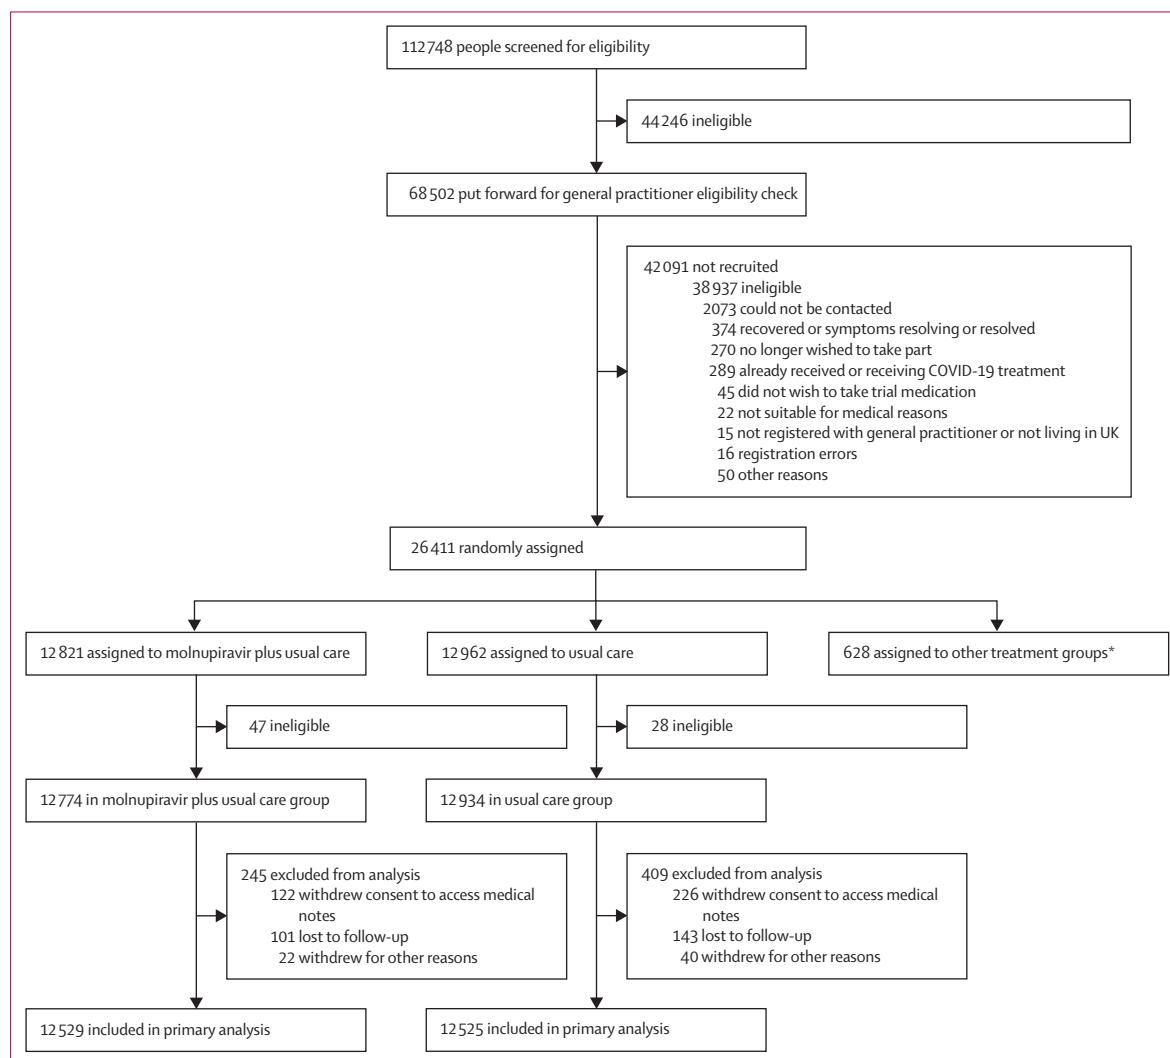 112 748 people screened for eligibility
44 246 ineligible
68 502 put forward for general practitioner eligibility check
42 091 not recruited
38 937 ineligible
2073 could not be contacted
374 recovered or symptoms resolving or resolved
270 no longer wished to take part
289 already received or receiving COVID-19 treatment
45 did not wish to take trial medication
22 not suitable for medical reasons
15 not registered with general practitioner or not living in UK
16 registration errors
50 other reasons
26 411 randomly assigned
12 821 assigned to molnupiravir plus usual care
12 962 assigned to usual care
628 assigned to other treatment groups*
47 ineligible
28 ineligible
12 774 in molnupiravir plus usual care group
12 934 in usual care group
245 excluded from analysis
122 withdrew consent to access medical
notes
101 lost to follow-up
22 withdrew for other reasons
409 excluded from analysis
226 withdrew consent to access medical
notes
143 lost to follow-up
40 withdrew for other reasons
12 529 included in primary analysis
12 525 included in primary analysis